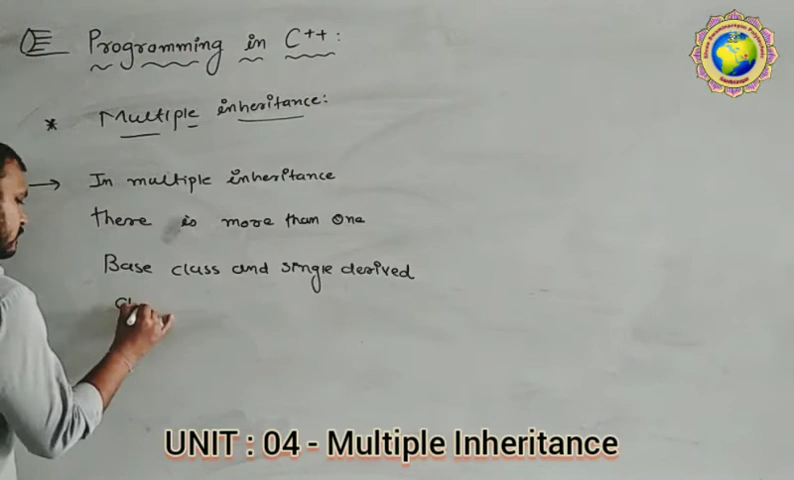 Programming in C++:
* Multiple inheritance:
→ In multiple inheritance
there is more than one
Base class and single derived
UNIT : 04 - Multiple Inheritance